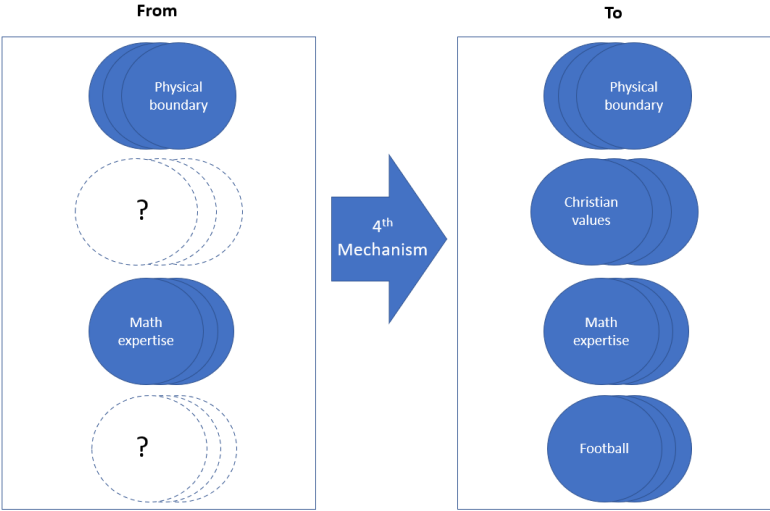 From
To
Physical
boundary
Physical
boundary
?
Christian
values
4th
Mechanism
Math
expertise
Math
expertise
?
Football